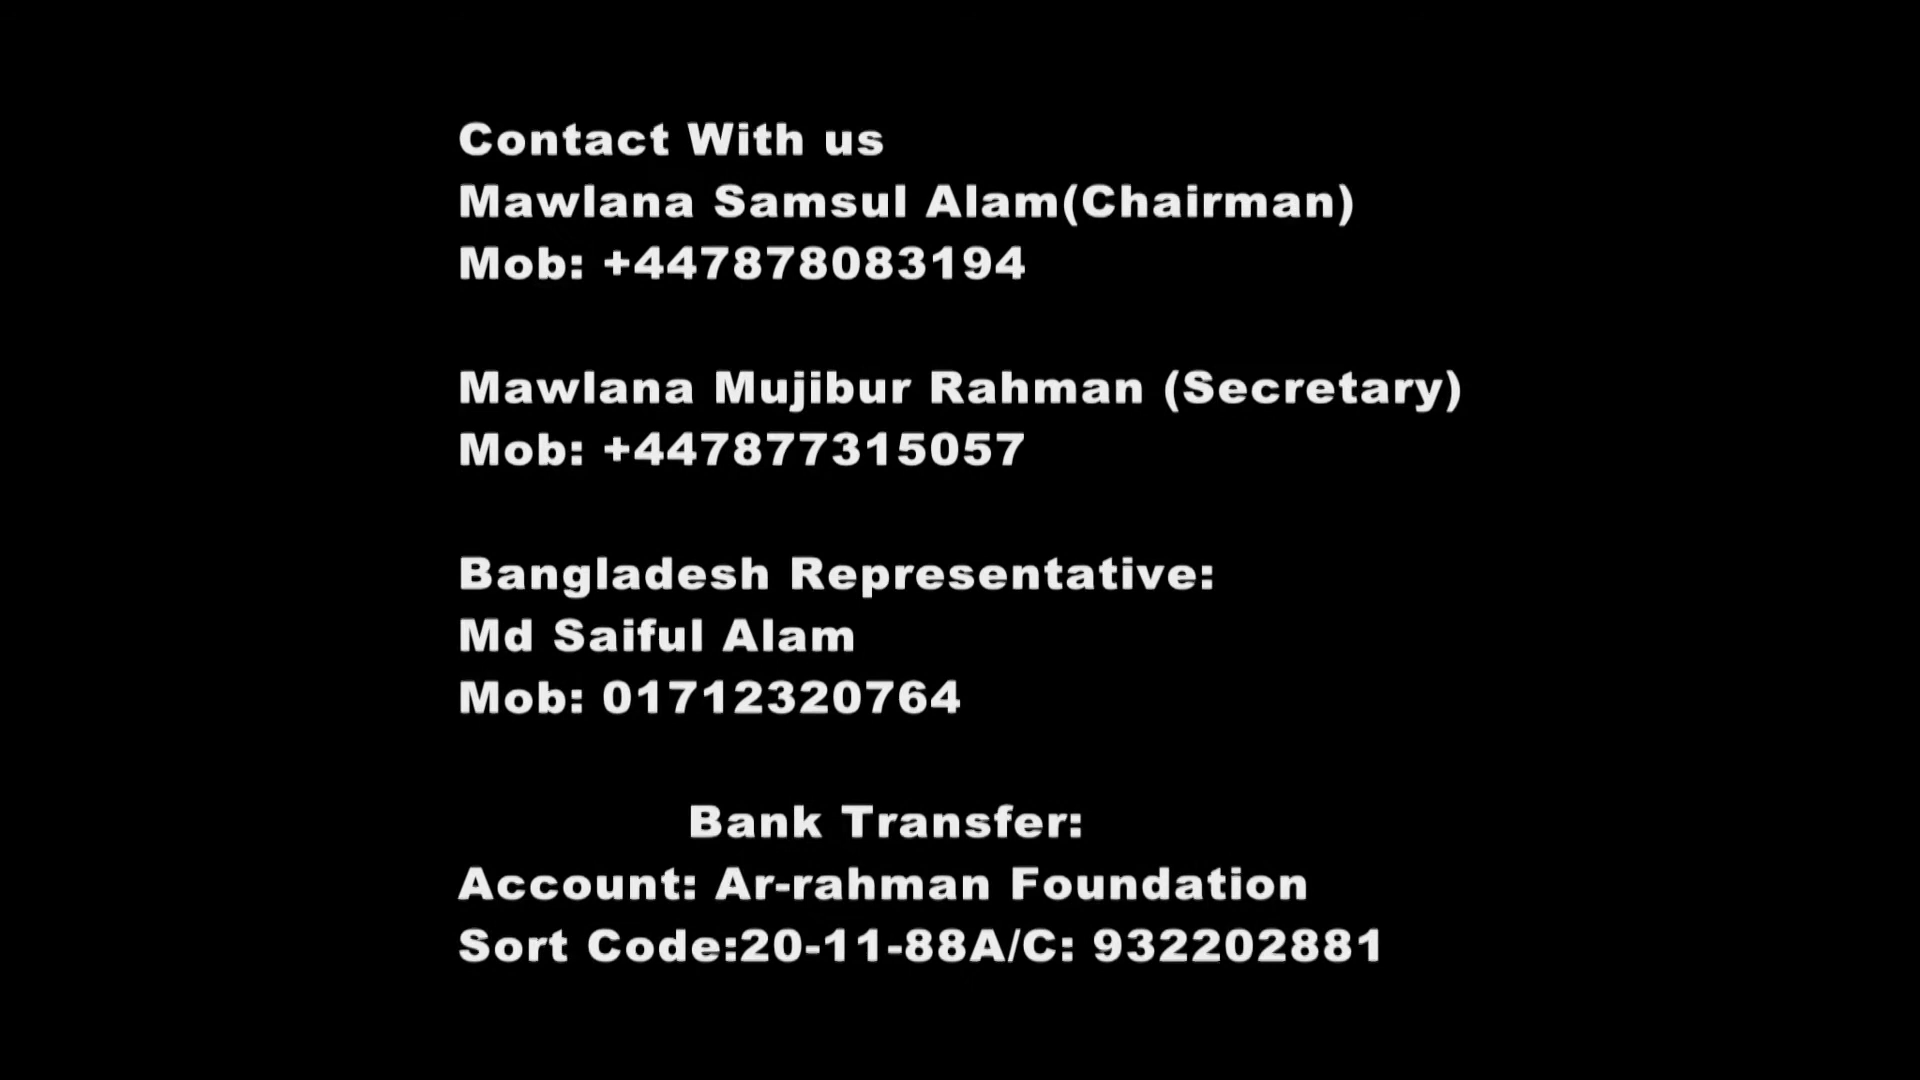 Contact With us
Mawlana Samsul Alam(Chairman)
Mob: +447878083194
Mawlana Mujibur Rahman (Secretary)
Mob: +447877315057
Bangladesh Representative:
Md Saiful Alam
Mob: 01712320764
Bank Transfer:
Account: Ar-rahman Foundation
Sort Code:20-11-88A/C: 932202881